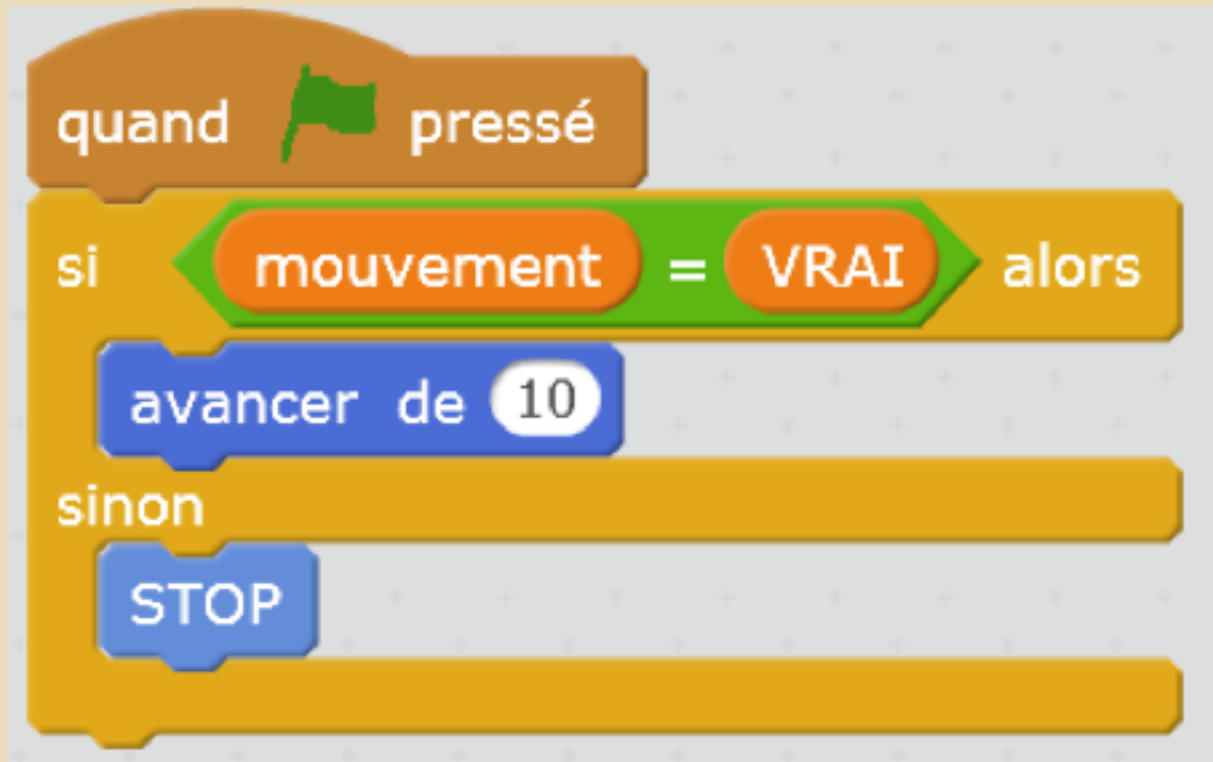 quand pressé
si mouvement = VRAI alors
avancer de 10
sinon
STOP